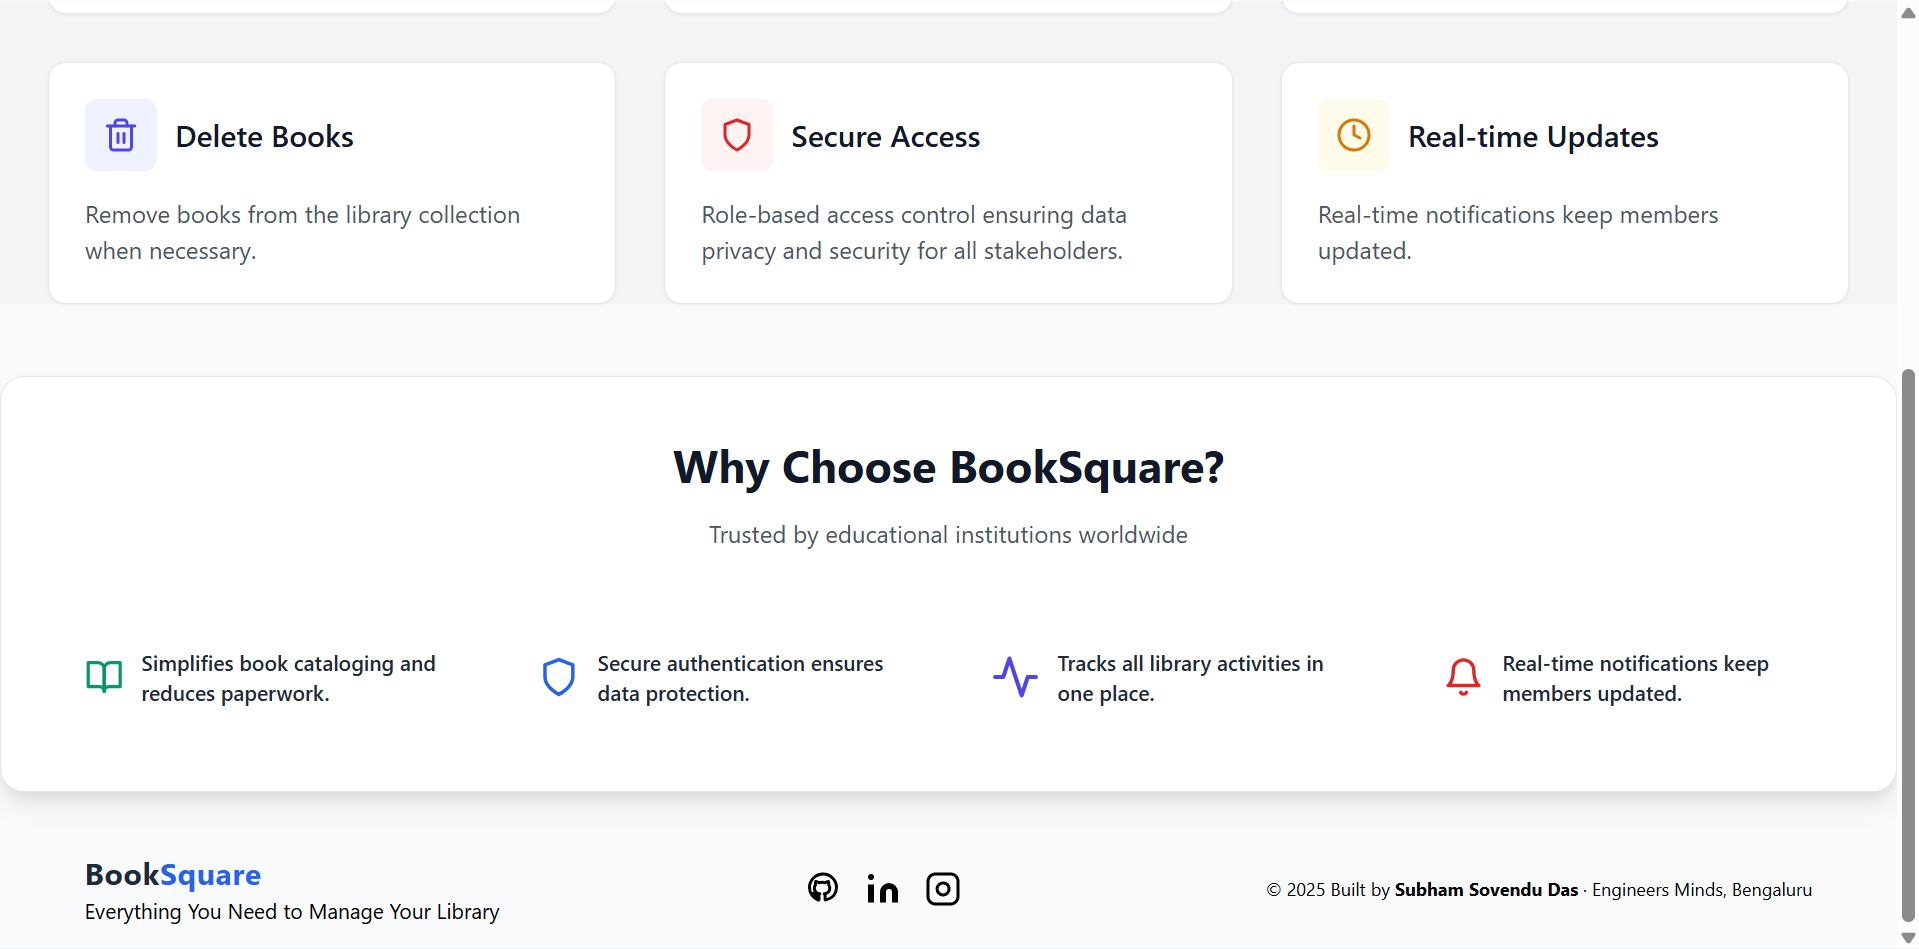 Delete Books
Remove books from the library collection
when necessary.
Secure Access
Role-based access control ensuring data
privacy and security for all stakeholders.
Real-time Updates
Real-time notifications keep members
updated.
Why Choose BookSquare?
Trusted by educational institutions worldwide
Simplifies book cataloging and
reduces paperwork.
Secure authentication ensures
data protection.
Tracks all library activities in
one place.
Real-time notifications keep
members updated.
BookSquare
Everything You Need to Manage Your Library
in
© 2025 Built by Subham Sovendu Das · Engineers Minds, Bengaluru